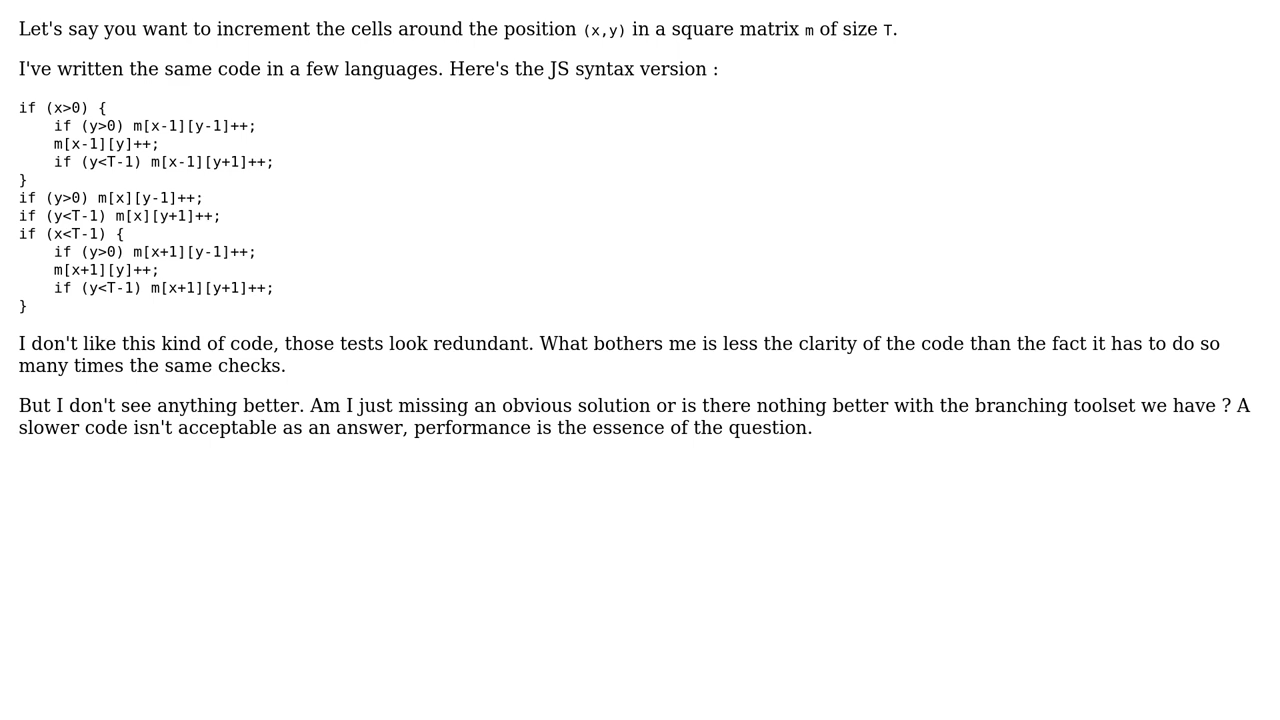 Let's say you want to increment the cells around the position (x,y) in a square matrix m of size T.
I've written the same code in a few languages. Here's the JS syntax version :
if (x>0) {
    if (y>0) m[x-1][y-1]++;
    m[x-1][y]++;
    if (y<T-1) m[x-1][y+1]++;
}
if (y>0) m[x][y-1]++;
if (y<T-1) m[x][y+1]++;
if (x<T-1) {
    if (y>0) m[x+1][y-1]++;
    m[x+1][y]++;
    if (y<T-1) m[x+1][y+1]++;
}
I don't like this kind of code, those tests look redundant. What bothers me is less the clarity of the code than the fact it has to do so
many times the same checks.
But I don't see anything better. Am I just missing an obvious solution or is there nothing better with the branching toolset we have ? A
slower code isn't acceptable as an answer, performance is the essence of the question.